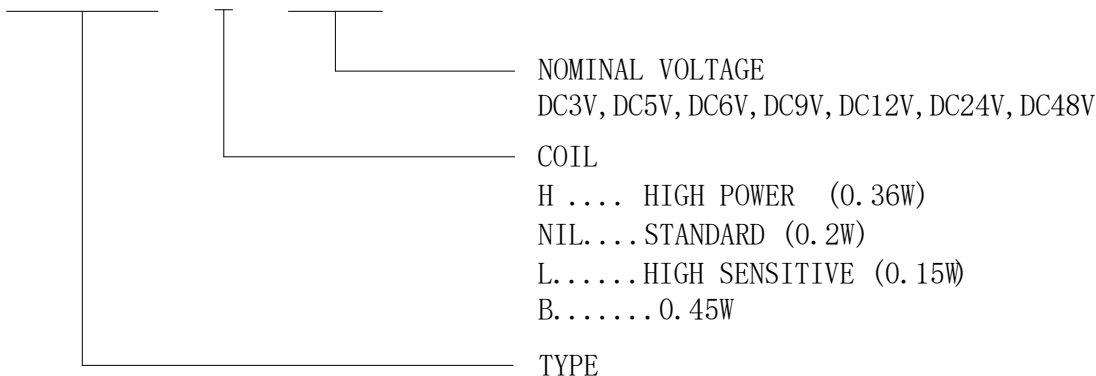 NOMINAL VOLTAGE
DC3V,DC5V,DC6V,DC9V,DC12V,DC24V,DC48V
COIL
H .... HIGH POWER (0.36W)
NIL....STANDARD (0.2W)
L......HIGH SENSITIVE (0.15W)
B.......0.45W
TYPE